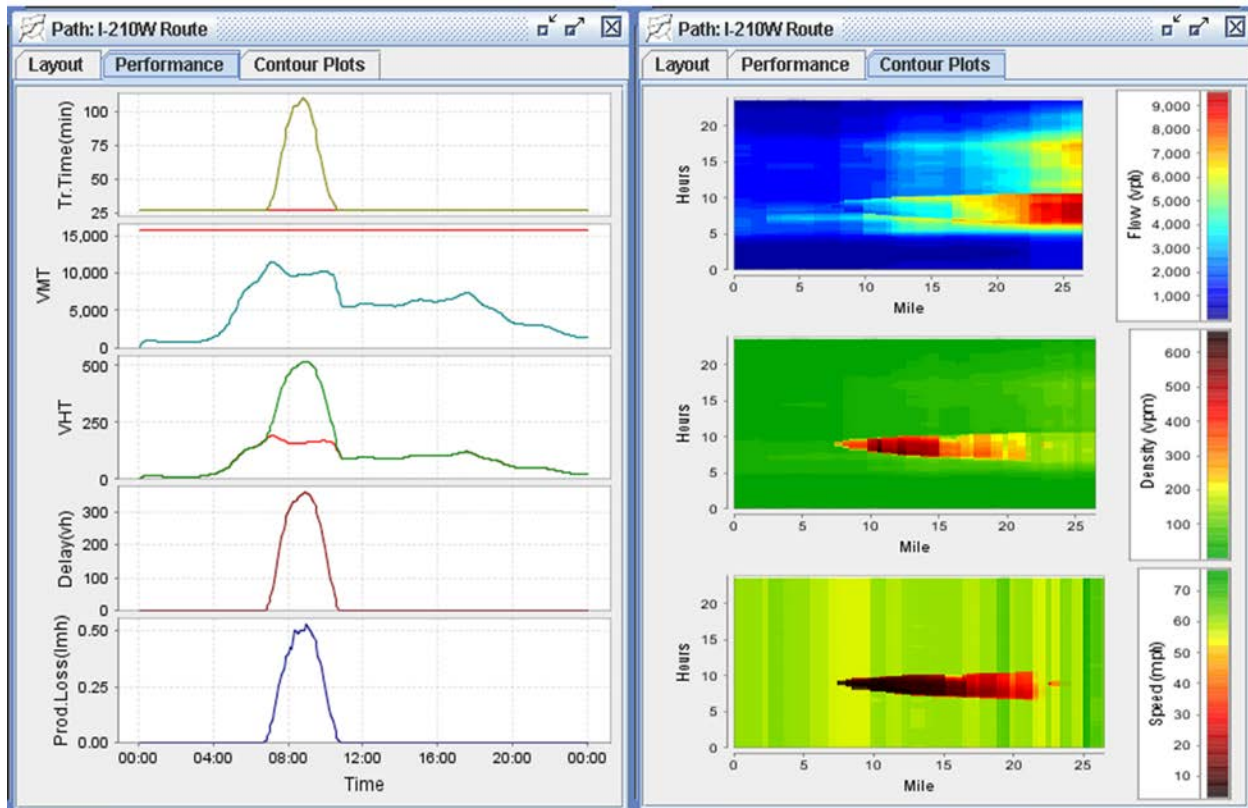 Path: I-210W Route
Layout Performance Contour Plots
Tr.Time(min)
100
75
50
25
VMT
15,000
10,000
5,000
0
VHT
500
250
0
Delay(vh)
300
200
100
0
Prod.Loss(lmh)
0.50
0.25
0.00
00:00 04:00 08:00 12:00 16:00 20:00 00:00
Time
Path: I-210W Route
Layout Performance Contour Plots
Hours
20
15
10
5
0
0 5 10 15 20 25
Mile
Flow (vph)
9,000
8,000
7,000
6,000
5,000
4,000
3,000
2,000
1,000
Hours
20
15
10
5
0
0 5 10 15 20 25
Mile
Density (vpm)
600
500
400
300
200
100
Hours
20
15
10
5
0
0 5 10 15 20 25
Mile
Speed (mph)
70
60
50
40
30
20
10